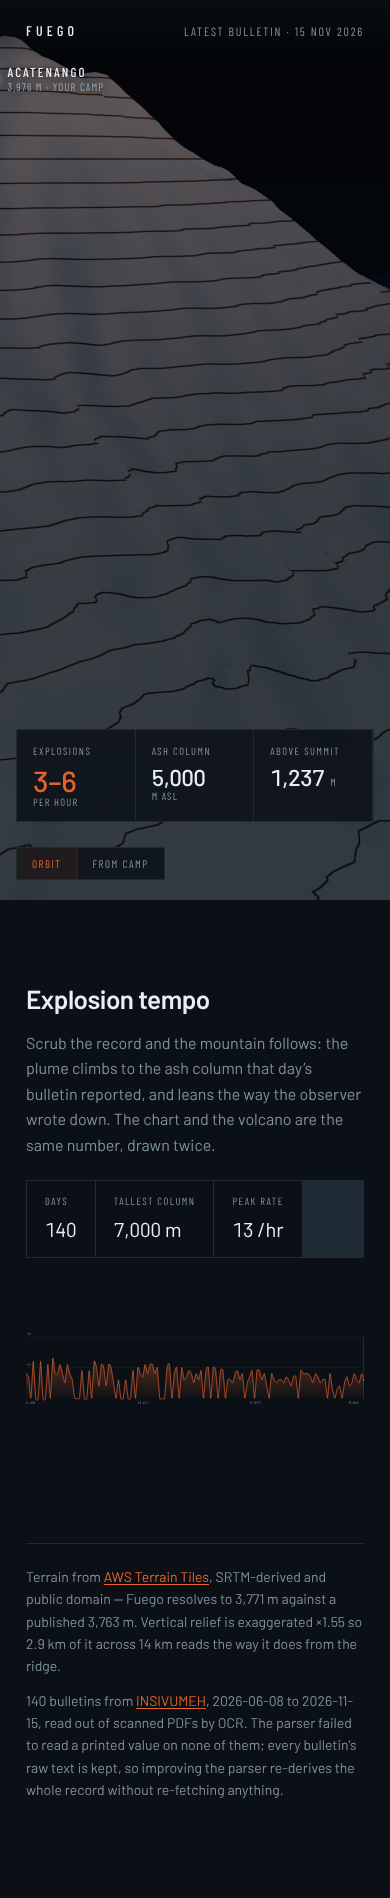 FUEGO
LATEST BULLETIN · 15 NOV 2026
ACATENANGO
3,976 M · YOUR CAMP
EXPLOSIONS
3–6
PER HOUR
ASH COLUMN
5,000
M ASL
ABOVE SUMMIT
1,237 M
ORBIT
FROM CAMP
Explosion tempo
Scrub the record and the mountain follows: the
plume climbs to the ash column that day's
bulletin reported, and leans the way the observer
wrote down. The chart and the volcano are the
same number, drawn twice.
DAYS
140
TALLEST COLUMN
7,000 m
PEAK RATE
13 /hr
Terrain from AWS Terrain Tiles, SRTM-derived and
public domain — Fuego resolves to 3,771 m against a
published 3,763 m. Vertical relief is exaggerated ×1.55 so
2.9 km of it across 14 km reads the way it does from the
ridge.
140 bulletins from INSIVUMEH, 2026-06-08 to 2026-11-
15, read out of scanned PDFs by OCR. The parser failed
to read a printed value on none of them; every bulletin's
raw text is kept, so improving the parser re-derives the
whole record without re-fetching anything.